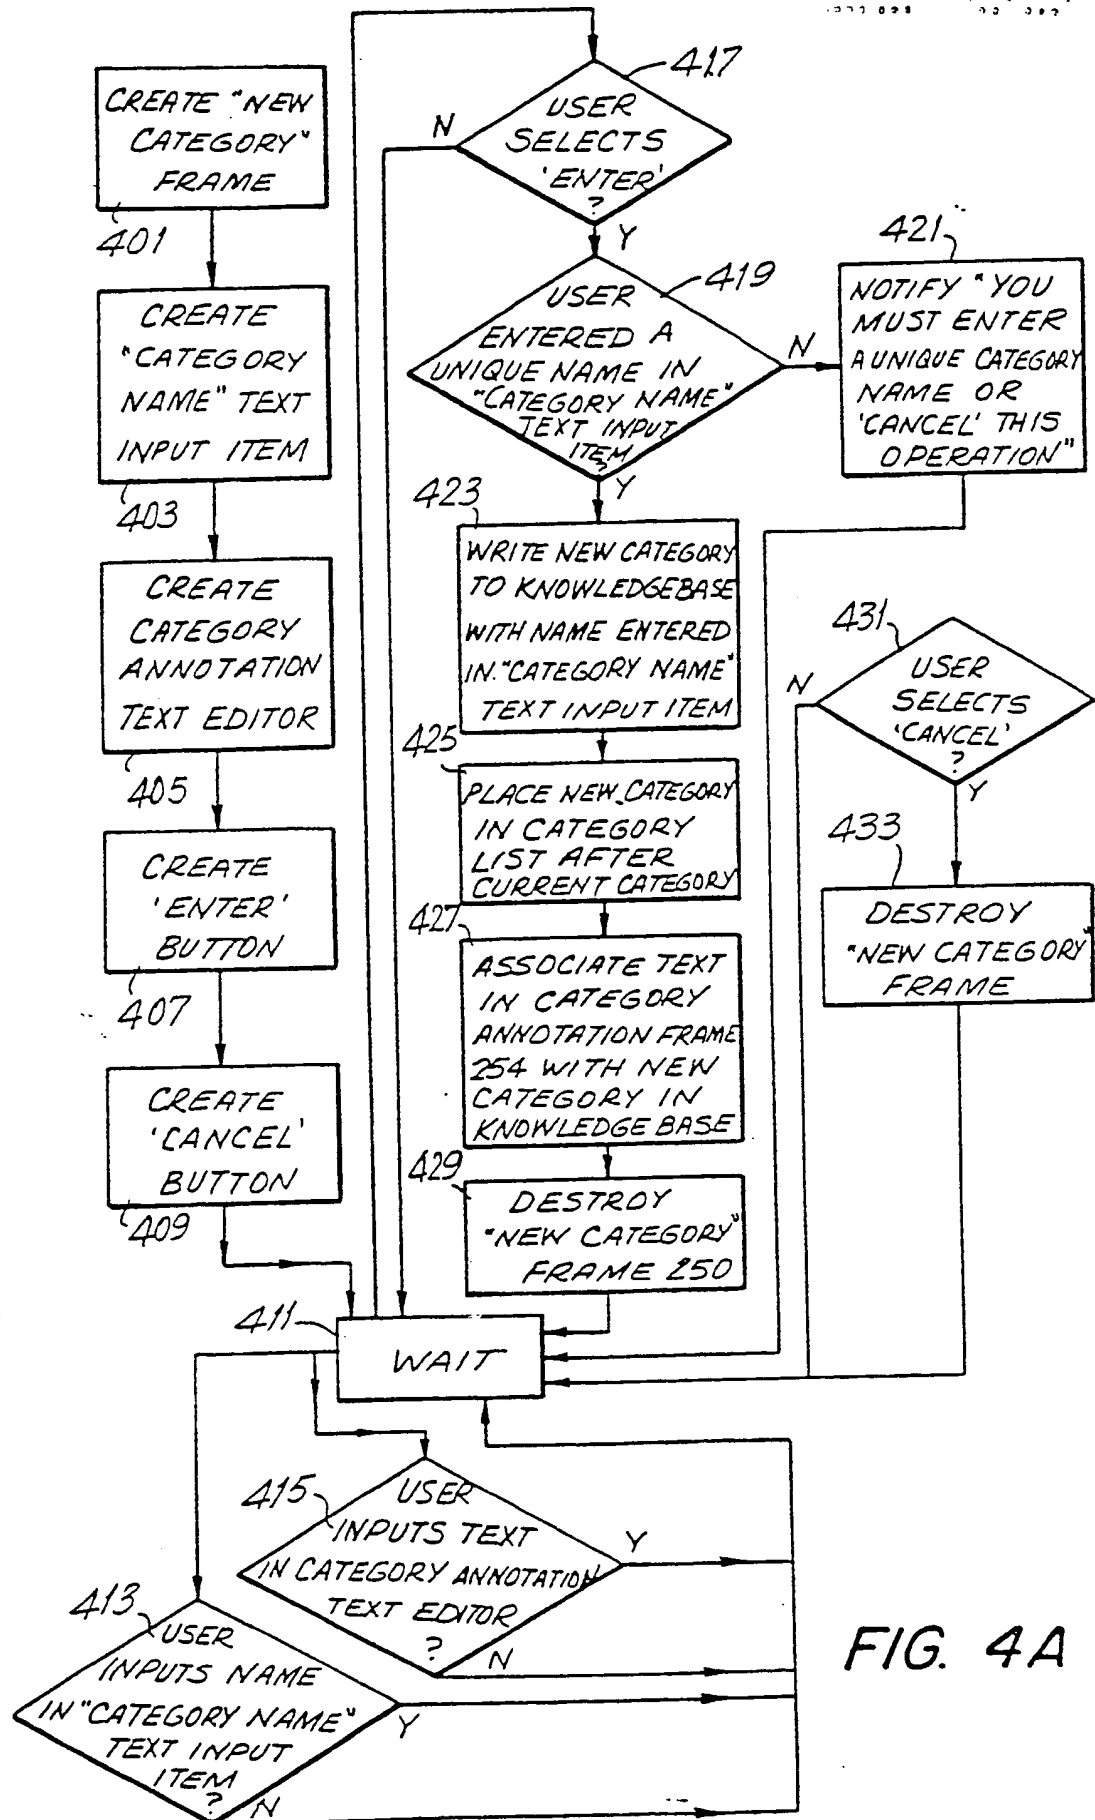 CREATE "NEW
CATEGORY"
FRAME
401
CREATE
"CATEGORY
NAME" TEXT
INPUT ITEM
403
CREATE
CATEGORY
ANNOTATION
TEXT EDITOR
405
CREATE
'ENTER'
BUTTON
407
CREATE
'CANCEL'
BUTTON
409
417
USER
SELECTS
'ENTER'
?
N
Y
419
USER
ENTERED A
UNIQUE NAME IN
"CATEGORY NAME"
TEXT INPUT
ITEM
?
N
Y
421
NOTIFY "YOU
MUST ENTER
A UNIQUE CATEGORY
NAME OR
'CANCEL' THIS
OPERATION"
423
WRITE NEW CATEGORY
TO KNOWLEDGEBASE
WITH NAME ENTERED
IN "CATEGORY NAME"
TEXT INPUT ITEM
425
PLACE NEW CATEGORY
IN CATEGORY
LIST AFTER
CURRENT CATEGORY
427
ASSOCIATE TEXT
IN CATEGORY
ANNOTATION FRAME
254 WITH NEW
CATEGORY IN
KNOWLEDGE BASE
429
DESTROY
"NEW CATEGORY"
FRAME 250
431
USER
SELECTS
'CANCEL'
?
N
Y
433
DESTROY
"NEW CATEGORY"
FRAME
411
WAIT
415
USER
INPUTS TEXT
IN CATEGORY ANNOTATION
TEXT EDITOR
?
Y
N
413
USER
INPUTS NAME
IN "CATEGORY NAME"
TEXT INPUT
ITEM
?
Y
N
FIG. 4A